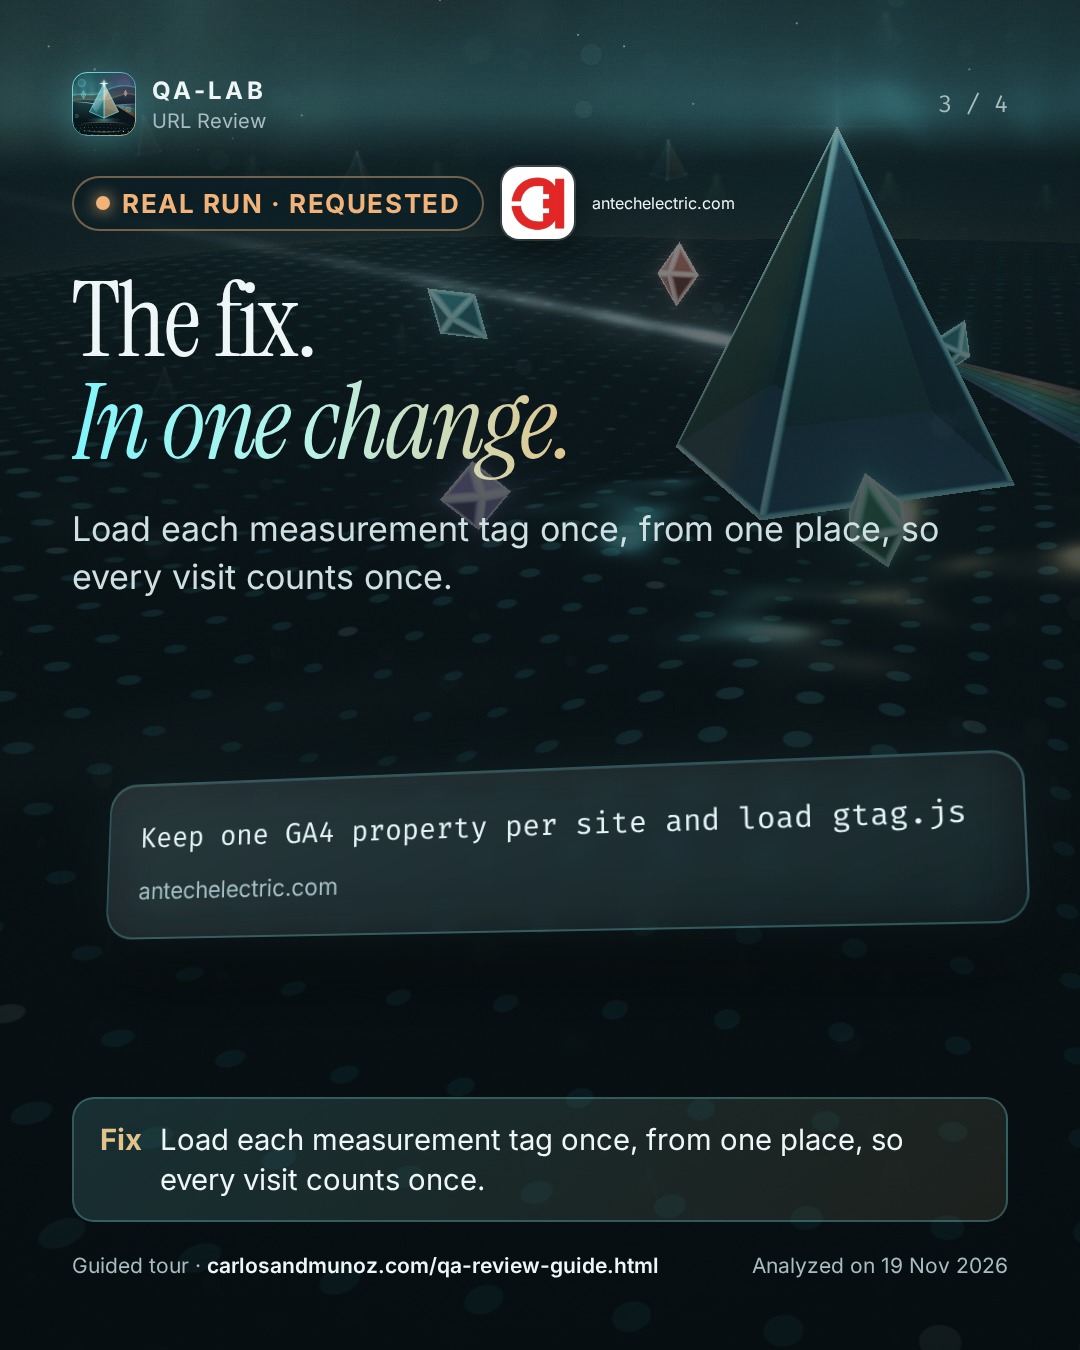 QA-LAB
URL Review
3 / 4
REAL RUN · REQUESTED
antechelectric.com
The fix.
In one change.
Load each measurement tag once, from one place, so
every visit counts once.
Keep one GA4 property per site and load gtag.js
antechelectric.com
Fix Load each measurement tag once, from one place, so
every visit counts once.
Guided tour · carlosandmunoz.com/qa-review-guide.html
Analyzed on 19 Nov 2026